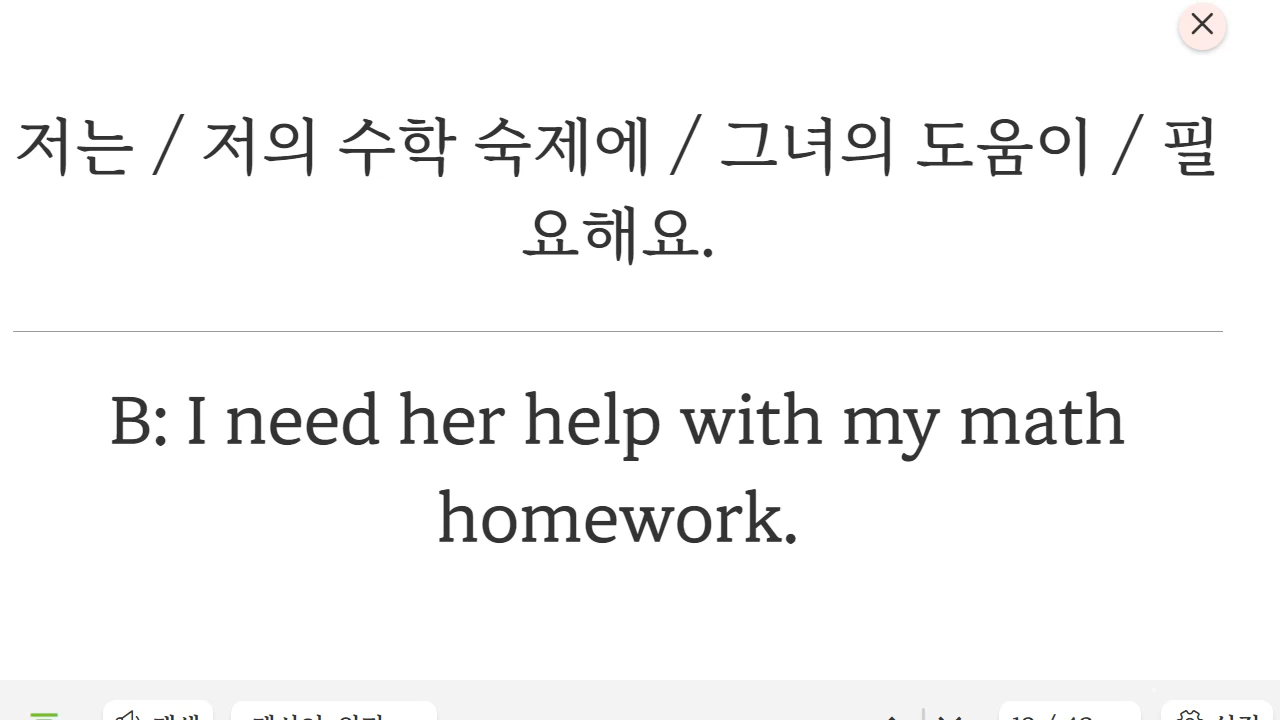 저는 / 저의 수학 숙제에 / 그녀의 도움이 / 필
요해요.
B: I need her help with my math
homework.